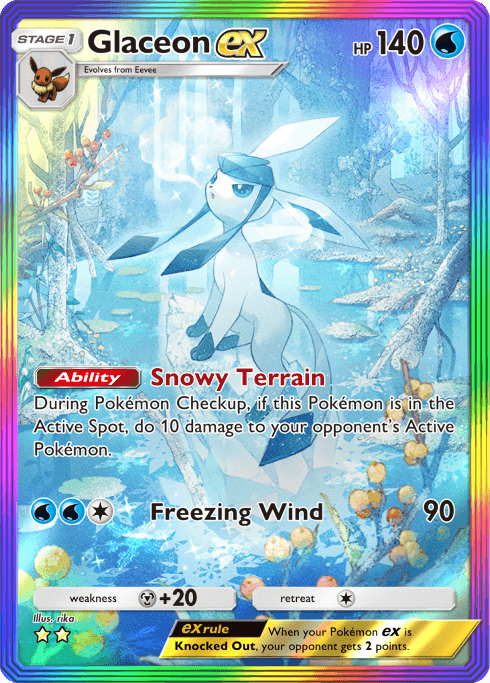 STAGE 1 Glaceon ex HP 140
Evolves from Eevee
Ability Snowy Terrain
During Pokémon Checkup, if this Pokémon is in the
Active Spot, do 10 damage to your opponent's Active
Pokémon.
Freezing Wind 90
weakness +20 retreat
Illus. rika
ex rule When your Pokémon ex is
Knocked Out, your opponent gets 2 points.